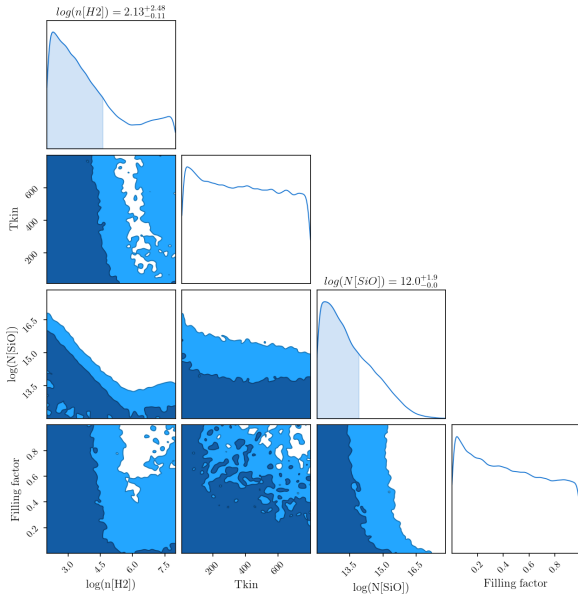 log(n[H2]) = 2.13+2.48−0.11
600
400
200
Tkin
log(N[SiO]) = 12.0+1.9−0.0
16.5
15.0
13.5
log(N[SiO])
0.8
0.6
0.4
0.2
Filling factor
3.0 4.5 6.0 7.5
200 400 600
13.5 15.0 16.5
0.2 0.4 0.6 0.8
log(n[H2])
Tkin
log(N[SiO])
Filling factor